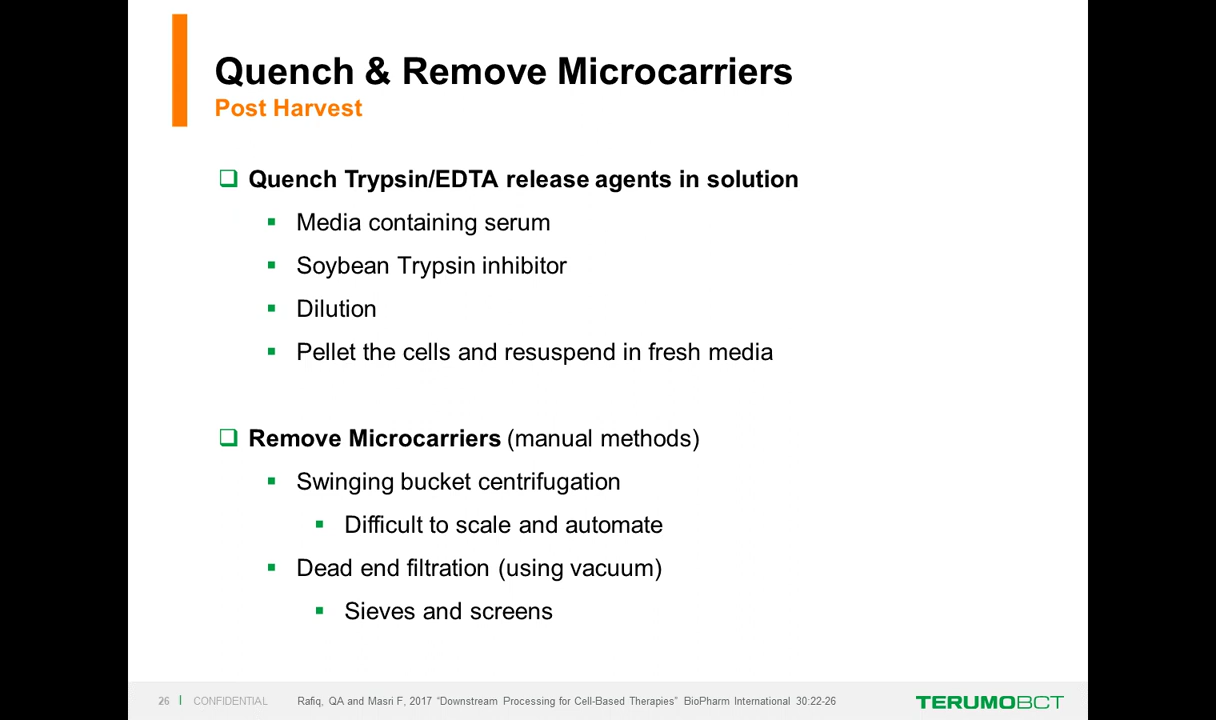 Quench & Remove Microcarriers
Post Harvest
Quench Trypsin/EDTA release agents in solution
Media containing serum
Soybean Trypsin inhibitor
Dilution
Pellet the cells and resuspend in fresh media
Remove Microcarriers (manual methods)
Swinging bucket centrifugation
Difficult to scale and automate
Dead end filtration (using vacuum)
Sieves and screens
26 | CONFIDENTIAL Rafiq, QA and Masri F, 2017 “Downstream Processing for Cell-Based Therapies” BioPharm International 30:22-26 TERUMOBCT